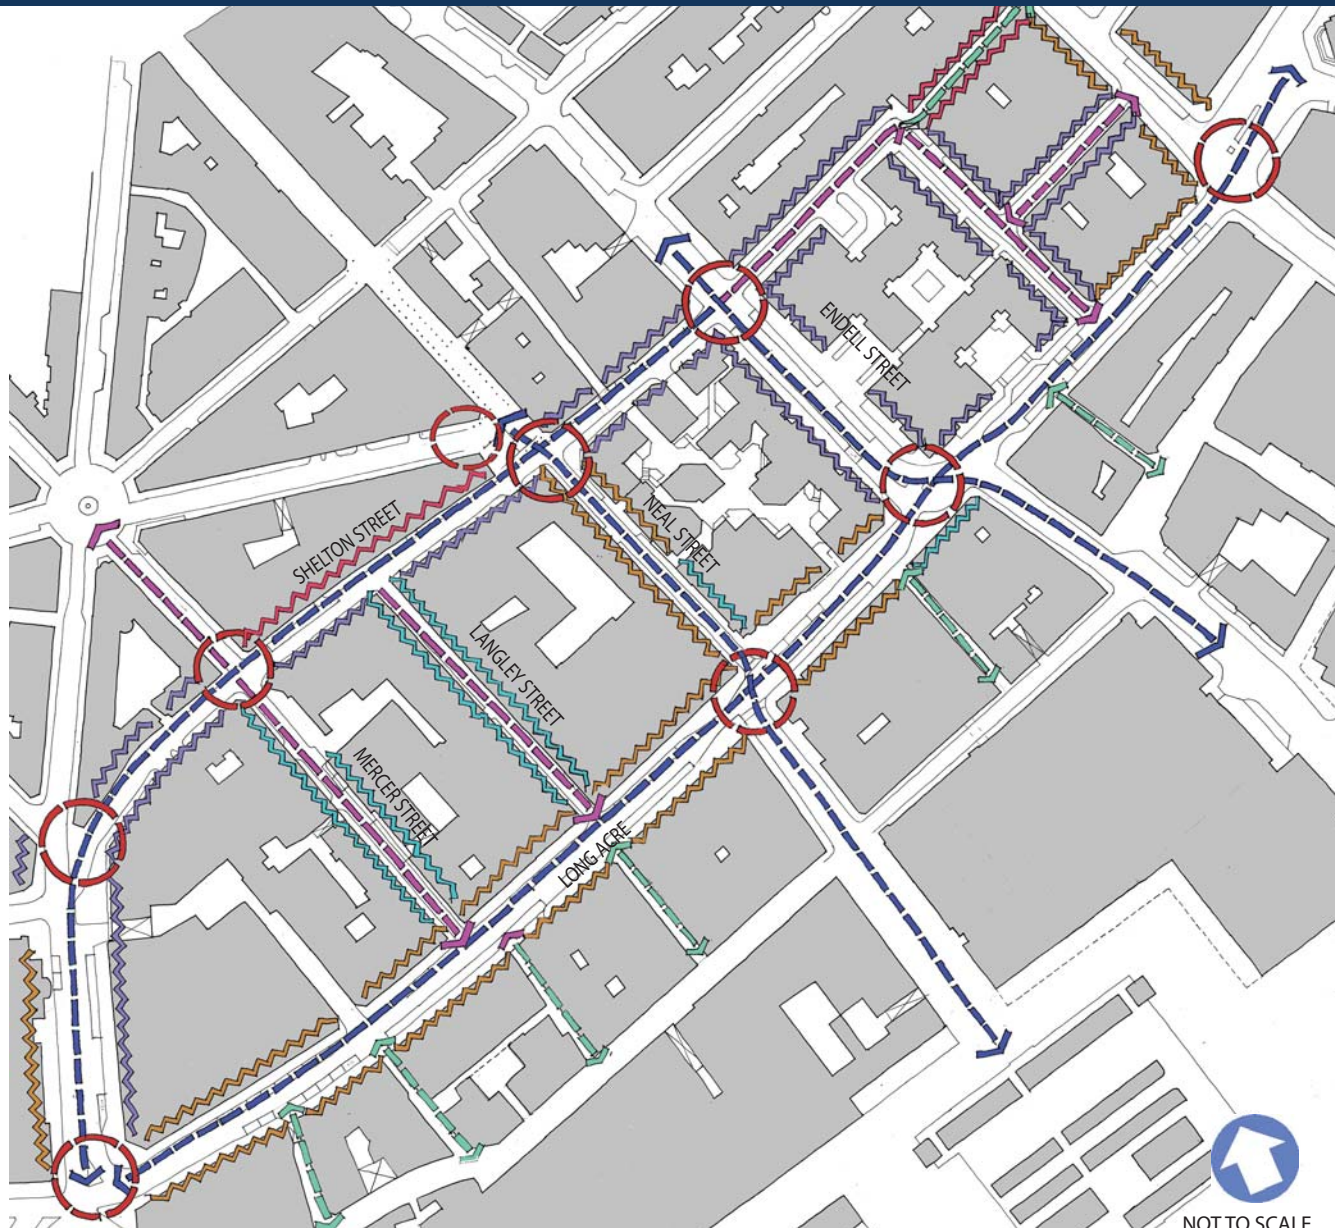 ENDELL STREET
NEAL STREET
SHELTON STREET
LANGLEY STREET
MERCER STREET
LONG ACRE
NOT TO SCALE